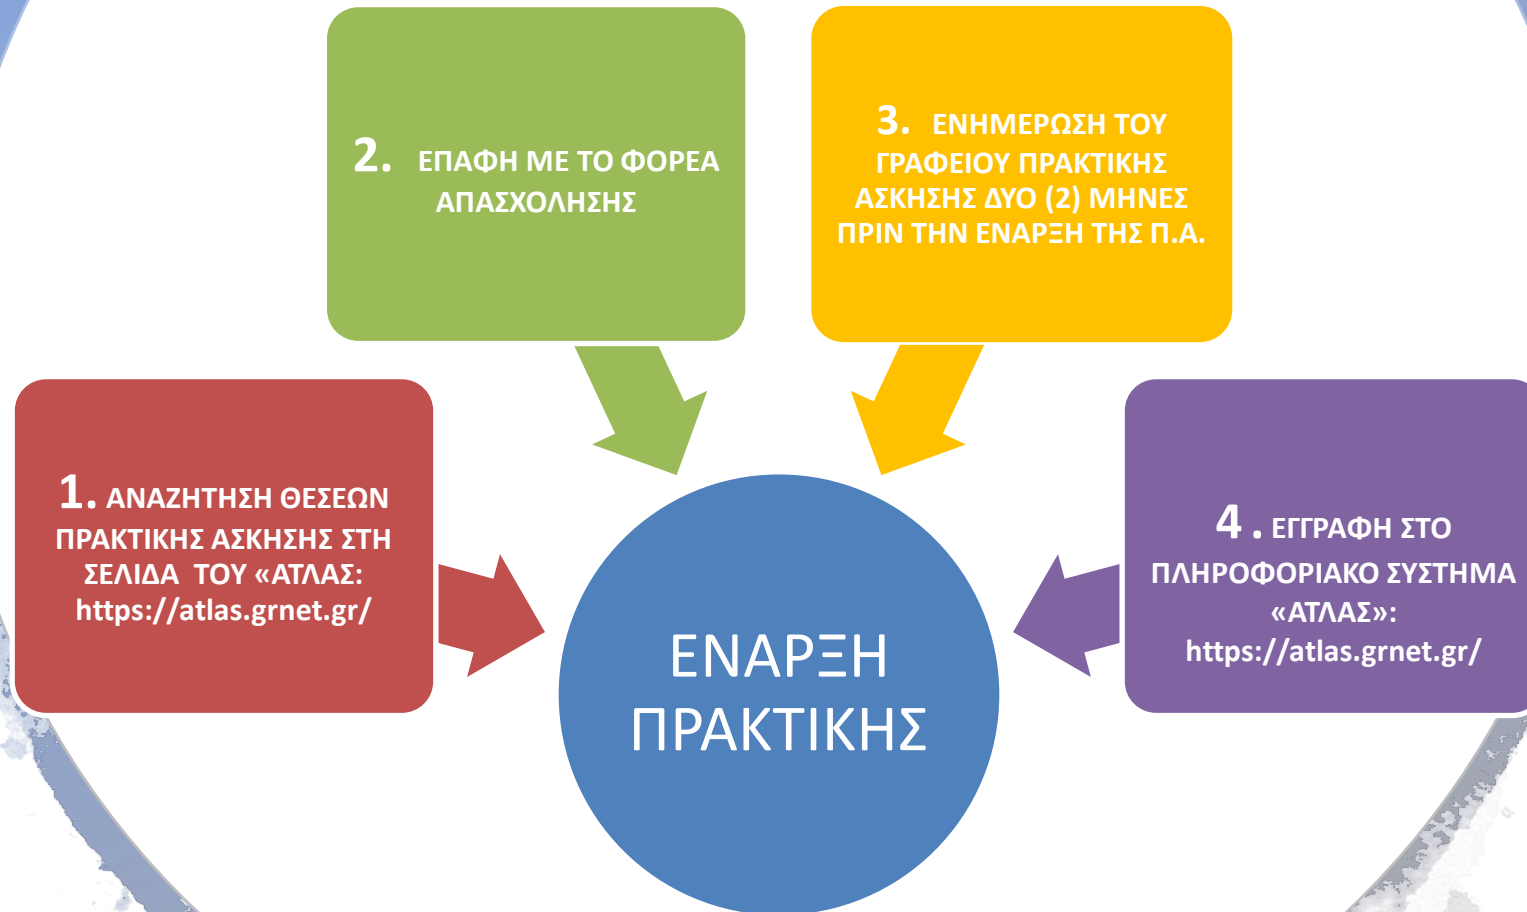 1. ΑΝΑΖΗΤΗΣΗ ΘΕΣΕΩΝ
ΠΡΑΚΤΙΚΗΣ ΑΣΚΗΣΗΣ ΣΤΗ
ΣΕΛΙΔΑ ΤΟΥ «ΑΤΛΑΣ:
https://atlas.grnet.gr/
2. ΕΠΑΦΗ ΜΕ ΤΟ ΦΟΡΕΑ
ΑΠΑΣΧΟΛΗΣΗΣ
3. ΕΝΗΜΕΡΩΣΗ ΤΟΥ
ΓΡΑΦΕΙΟΥ ΠΡΑΚΤΙΚΗΣ
ΑΣΚΗΣΗΣ ΔΥΟ (2) ΜΗΝΕΣ
ΠΡΙΝ ΤΗΝ ΕΝΑΡΞΗ ΤΗΣ Π.Α.
4 . ΕΓΓΡΑΦΗ ΣΤΟ
ΠΛΗΡΟΦΟΡΙΑΚΟ ΣΥΣΤΗΜΑ
«ΑΤΛΑΣ»:
https://atlas.grnet.gr/
ΕΝΑΡΞΗ
ΠΡΑΚΤΙΚΗΣ